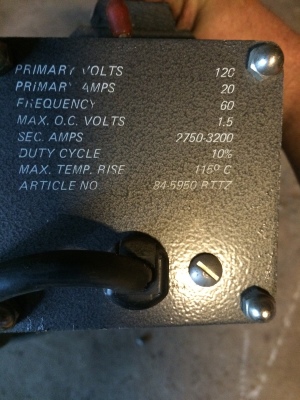 PRIMARY VOLTS 120
PRIMARY AMPS 20
FREQUENCY 60
MAX. O.C. VOLTS 1.5
SEC. AMPS 2750-3200
DUTY CYCLE 10%
MAX. TEMP. RISE 115° C
ARTICLE NO 84-5950 RTTZ